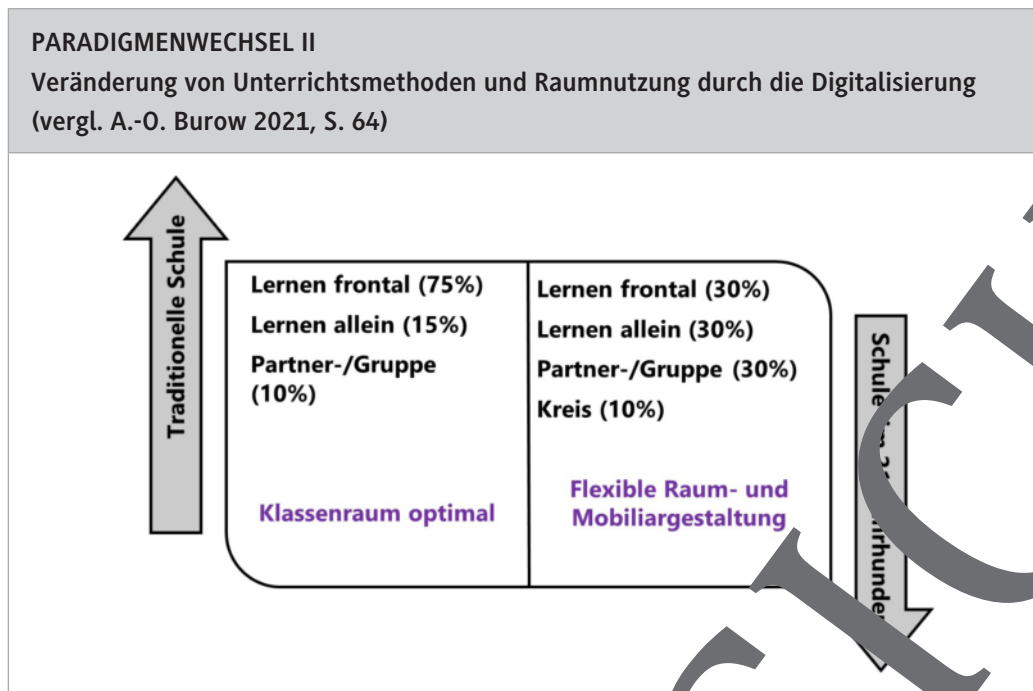 PARADIGMENWECHSEL II
Veränderung von Unterrichtsmethoden und Raumnutzung durch die Digitalisierung
(vergl. A.-O. Burow 2021, S. 64)
Traditionelle Schule
Lernen frontal (75%)
Lernen allein (15%)
Partner-/Gruppe
(10%)
Klassenraum optimal
Lernen frontal (30%)
Lernen allein (30%)
Partner-/Gruppe (30%)
Kreis (10%)
Flexible Raum- und
Mobiliargestaltung
Schule